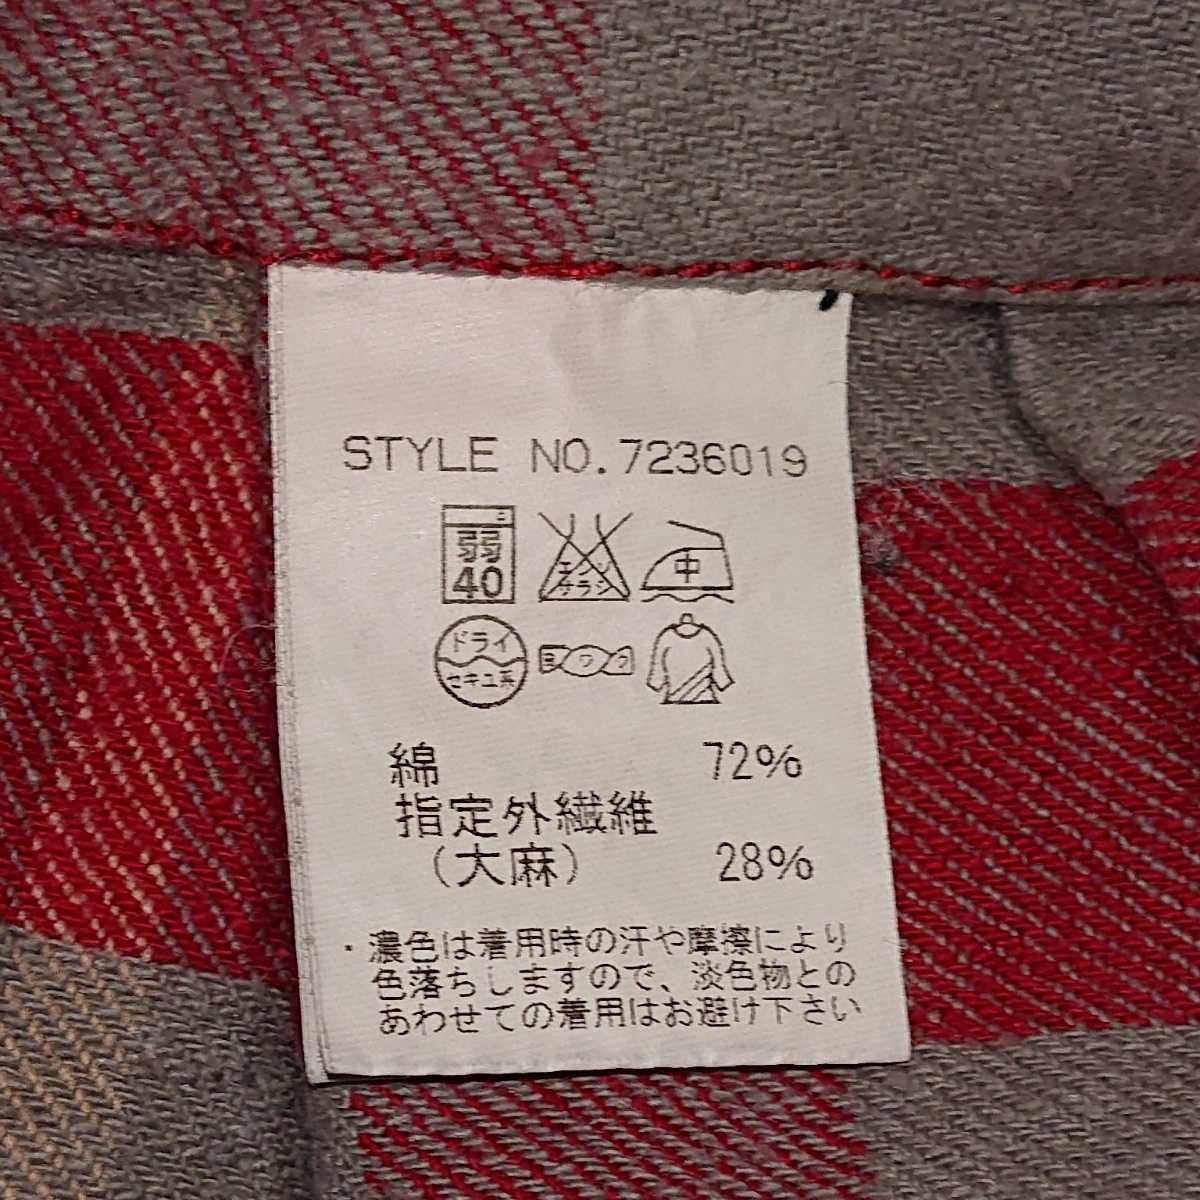 STYLE NO.7236019
弱
40
エンソ
サラシ
中
ドライ
セキユ系
ヨワク
綿 72%
指定外繊維
(大麻) 28%
・濃色は着用時の汗や摩擦により
色落ちしますので、淡色物との
あわせての着用はお避け下さい